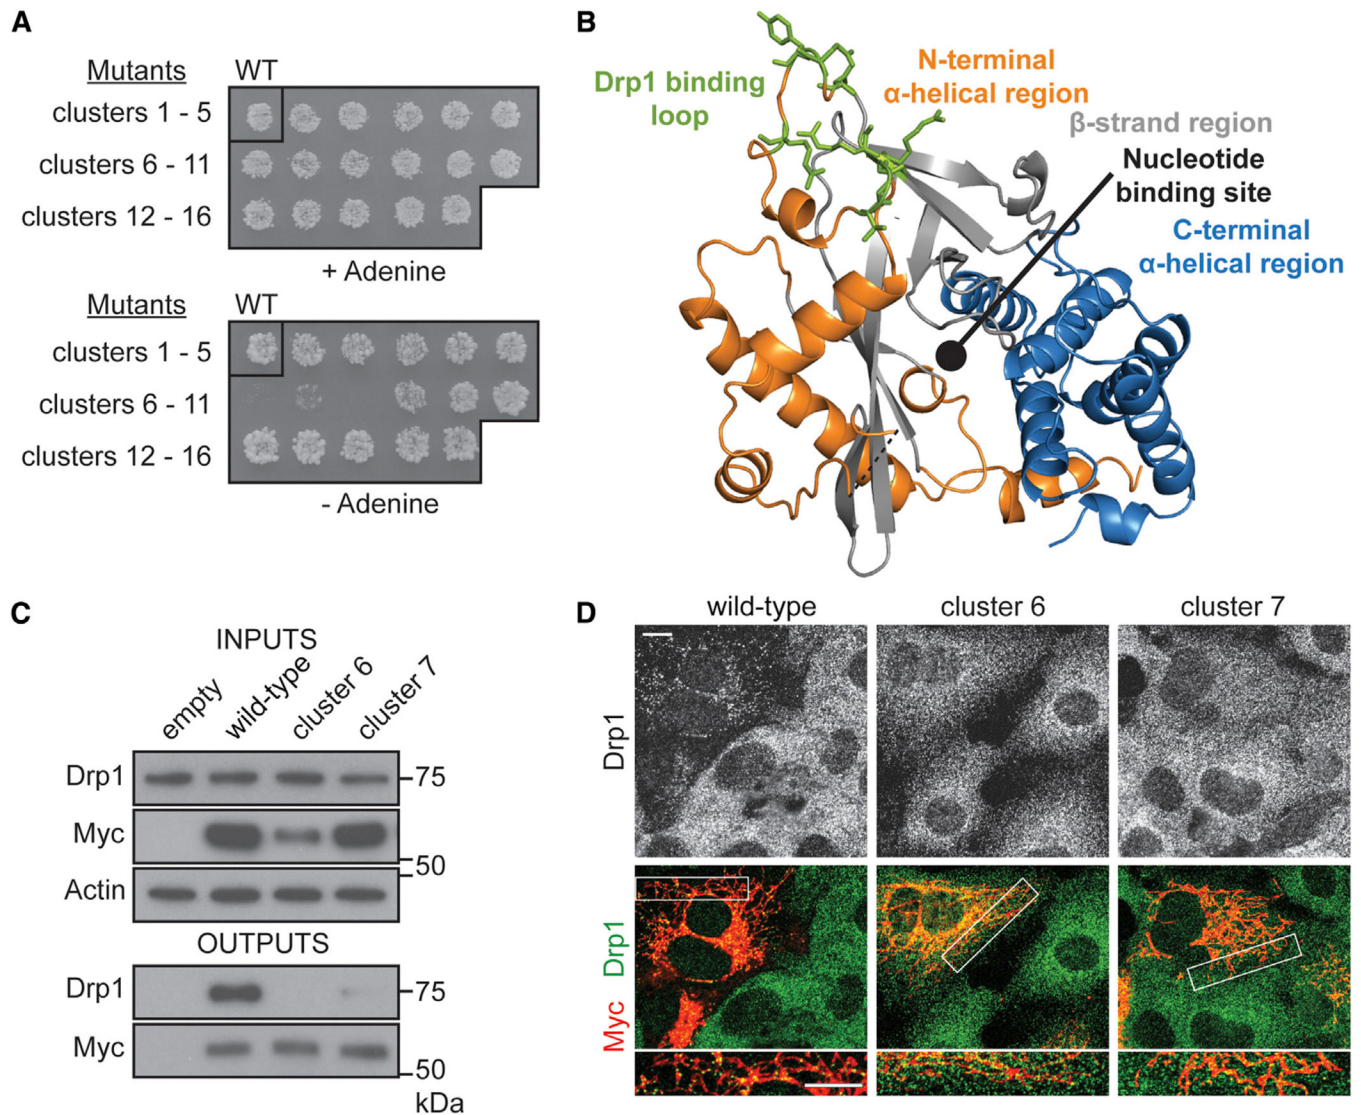 A
Mutants WT
clusters 1 - 5
clusters 6 - 11
clusters 12 - 16
+ Adenine
Mutants WT
clusters 1 - 5
clusters 6 - 11
clusters 12 - 16
- Adenine
B
Drp1 binding
loop
N-terminal
α-helical region
β-strand region
Nucleotide
binding site
C-terminal
α-helical region
C
INPUTS
empty
wild-type
cluster 6
cluster 7
Drp1
75
Myc
50
Actin
OUTPUTS
Drp1
75
Myc
50
kDa
D
wild-type
cluster 6
cluster 7
Drp1
Myc Drp1